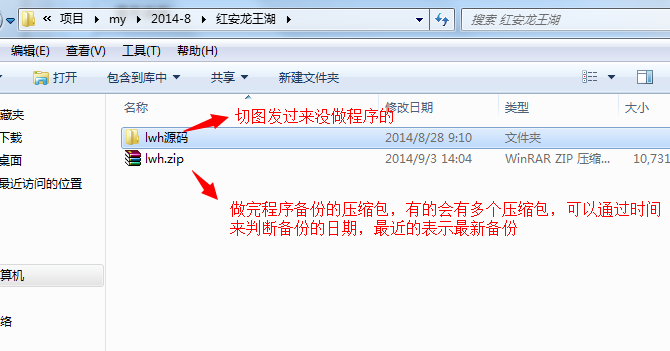 « 项目 ▸ my ▸ 2014-8 ▸ 红安龙王湖
搜索 红安龙王湖
编辑(E) 查看(V) 工具(T) 帮助(H)
打开 包含到库中 共享 新建文件夹
名称 修改日期 类型 大小
切图发过来没做程序的
藏夹
lwh源码 2014/8/28 9:10 文件夹
下载
lwh.zip 2014/9/3 14:04 WinRAR ZIP 压缩... 10,731
桌面
最近访问的位置
做完程序备份的压缩包，有的会有多个压缩包，可以通过时间
来判断备份的日期，最近的表示最新备份
算机
络